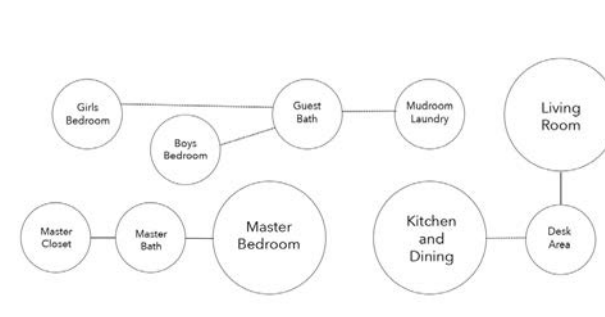 Girls
Bedroom
Boys
Bedroom
Guest
Bath
Mudroom
Laundry
Living
Room
Master
Closet
Master
Bath
Master
Bedroom
Kitchen
and
Dining
Desk
Area